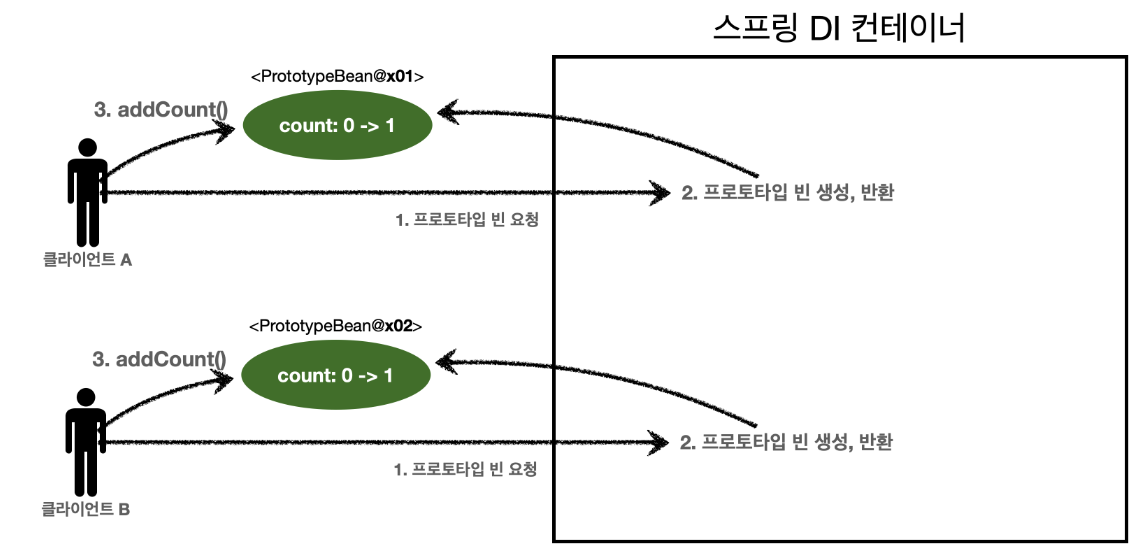 스프링 DI 컨테이너
<PrototypeBean@x01>
3. addCount()
count: 0 -> 1
2. 프로토타입 빈 생성, 반환
1. 프로토타입 빈 요청
클라이언트 A
<PrototypeBean@x02>
3. addCount()
count: 0 -> 1
2. 프로토타입 빈 생성, 반환
1. 프로토타입 빈 요청
클라이언트 B